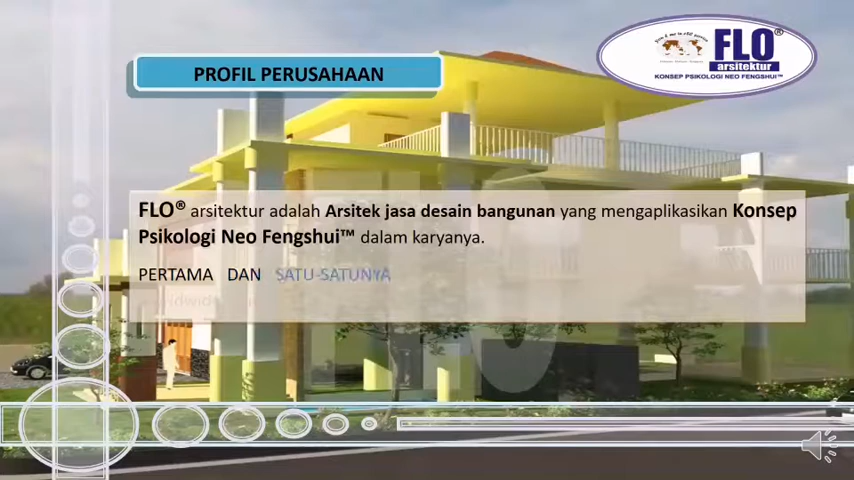 PROFIL PERUSAHAAN
FLO®
arsitektur
KONSEP PSIKOLOGI NEO FENGSHUI™
FLO® arsitektur adalah Arsitek jasa desain bangunan yang mengaplikasikan Konsep
Psikologi Neo Fengshui™ dalam karyanya.
PERTAMA DAN SATU-SATUNYA